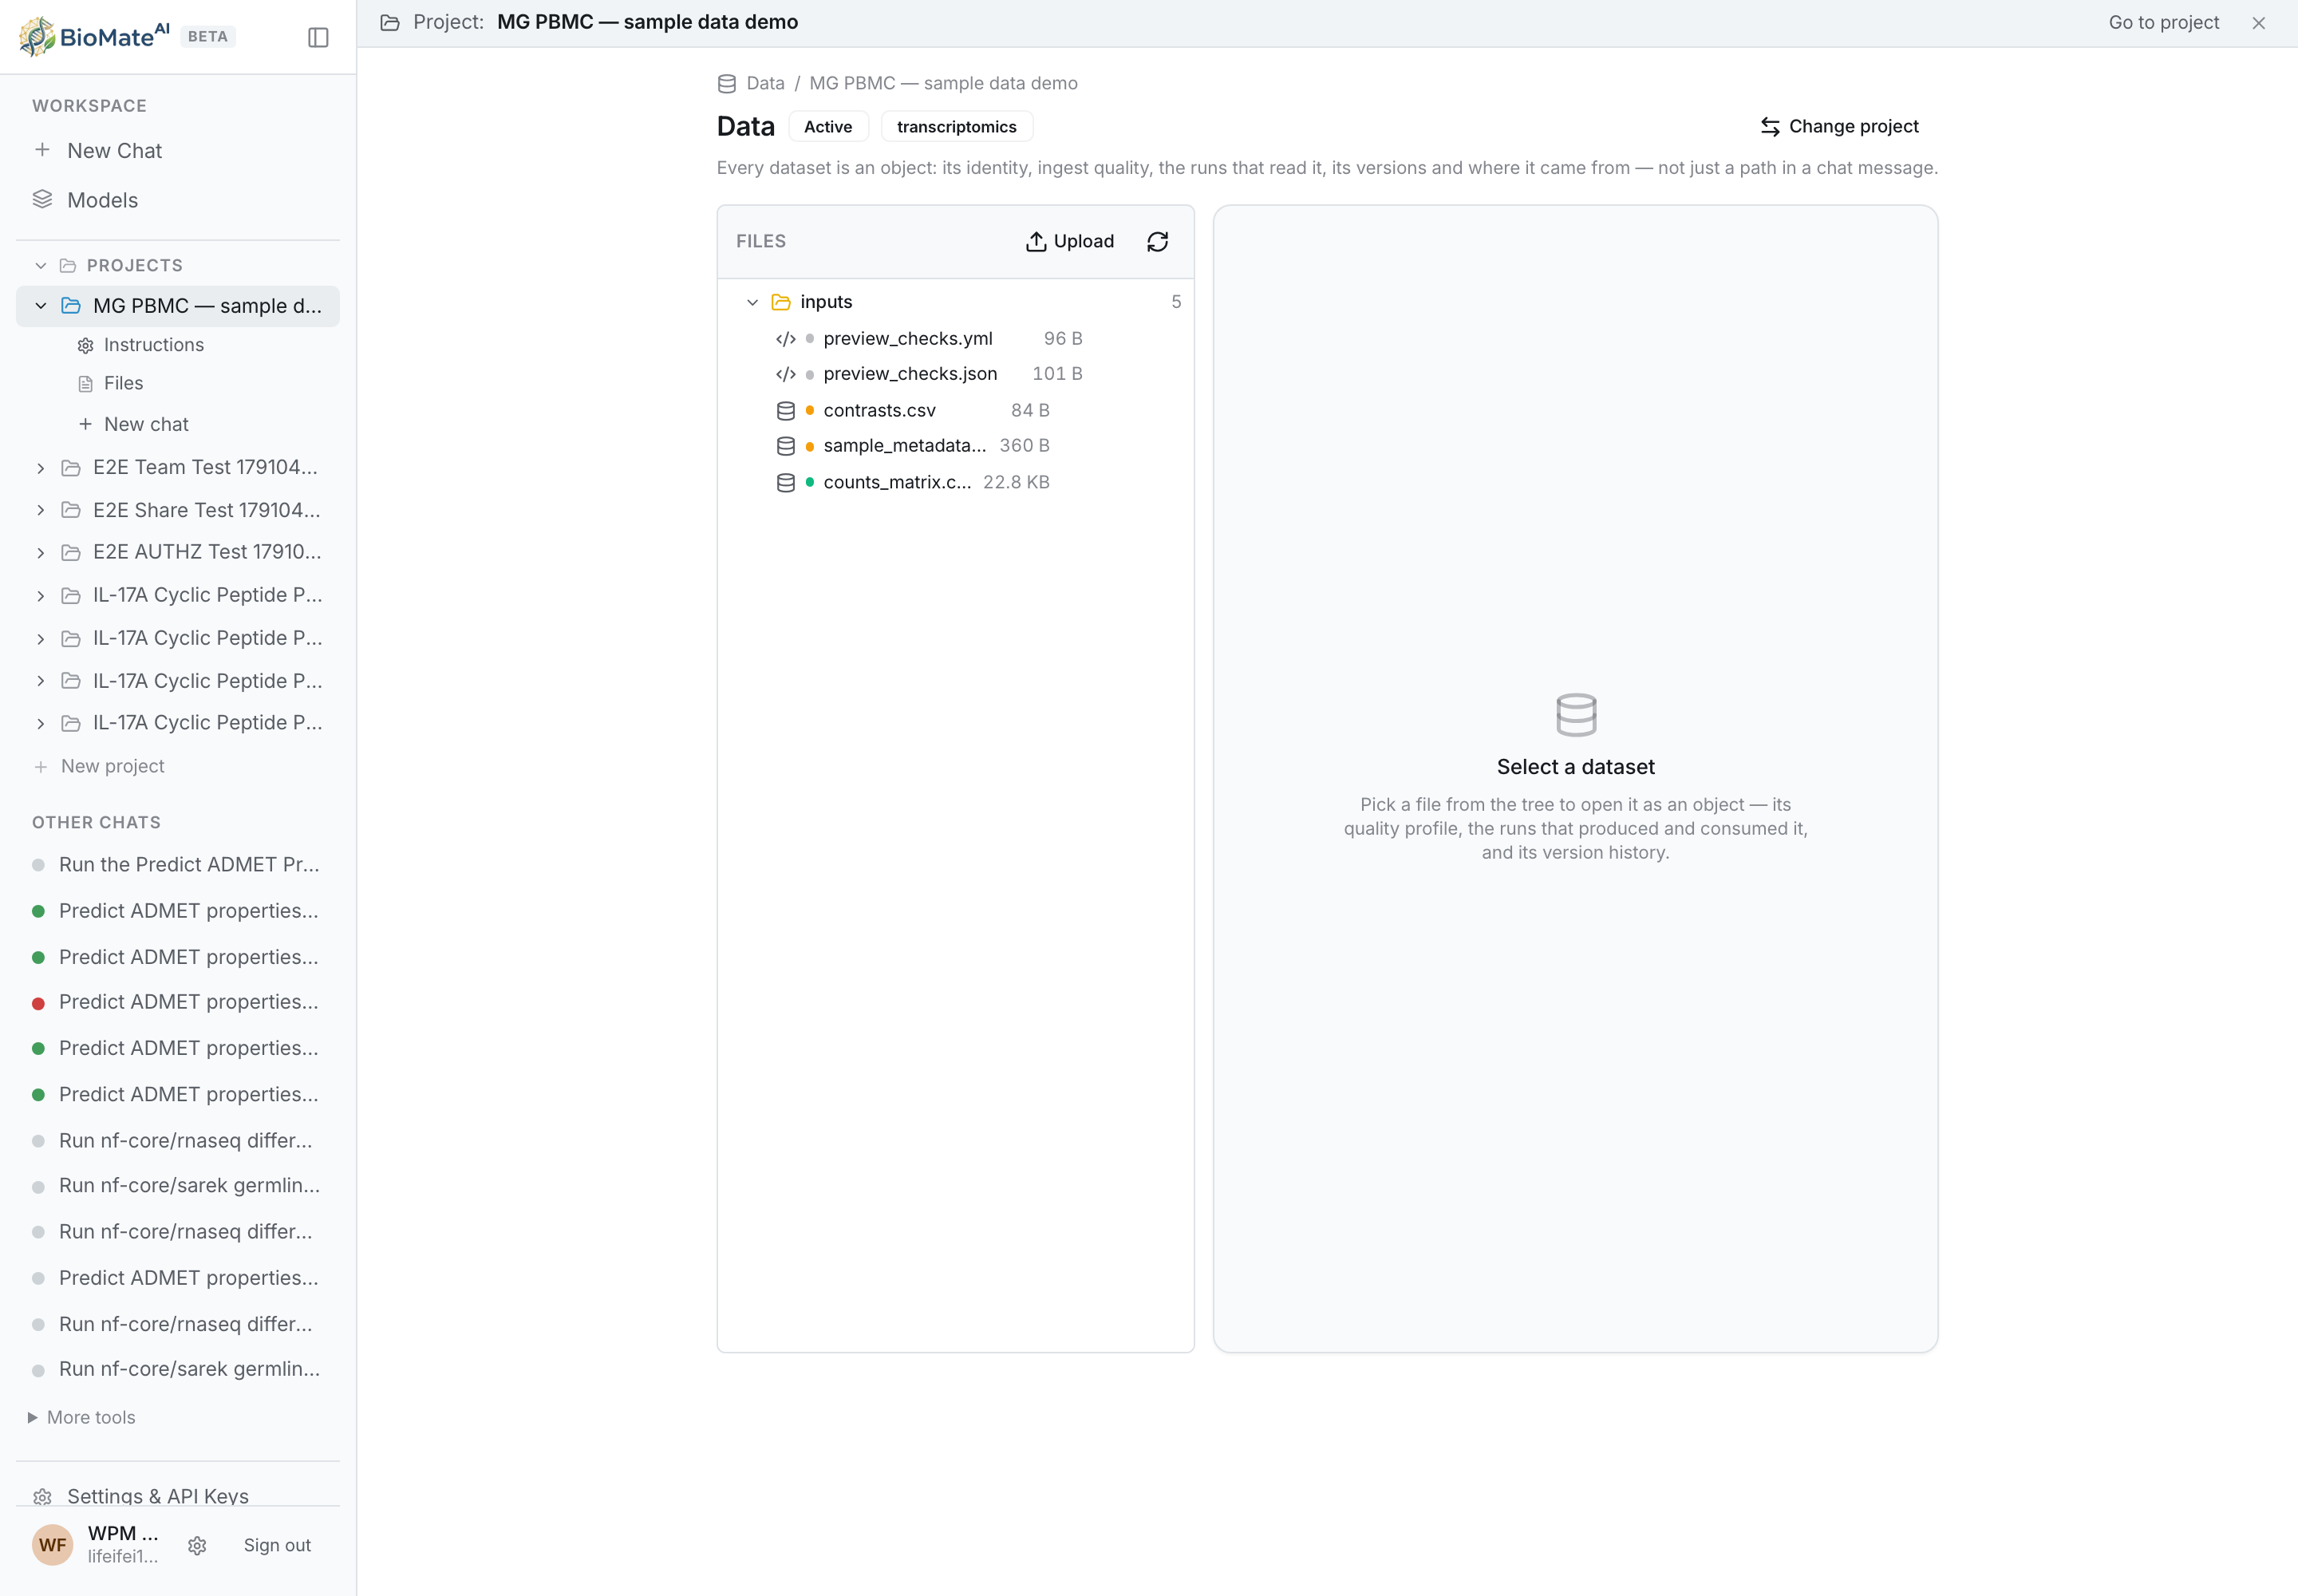 BioMate AI BETA
WORKSPACE
New Chat
Models
PROJECTS
MG PBMC — sample d...
Instructions
Files
New chat
E2E Team Test 179104...
E2E Share Test 179104...
E2E AUTHZ Test 17910...
IL-17A Cyclic Peptide P...
IL-17A Cyclic Peptide P...
IL-17A Cyclic Peptide P...
IL-17A Cyclic Peptide P...
New project
OTHER CHATS
Run the Predict ADMET Pr...
Predict ADMET properties...
Predict ADMET properties...
Predict ADMET properties...
Predict ADMET properties...
Predict ADMET properties...
Run nf-core/rnaseq differ...
Run nf-core/sarek germlin...
Run nf-core/rnaseq differ...
Predict ADMET properties...
Run nf-core/rnaseq differ...
Run nf-core/sarek germlin...
More tools
Settings & API Keys
WF
WPM ...
lifeifei1...
Sign out
Project: MG PBMC — sample data demo
Go to project
Data / MG PBMC — sample data demo
Data Active transcriptomics
Change project
Every dataset is an object: its identity, ingest quality, the runs that read it, its versions and where it came from — not just a path in a chat message.
FILES Upload
inputs 5
preview_checks.yml 96 B
preview_checks.json 101 B
contrasts.csv 84 B
sample_metadata... 360 B
counts_matrix.c... 22.8 KB
Select a dataset
Pick a file from the tree to open it as an object — its
quality profile, the runs that produced and consumed it,
and its version history.